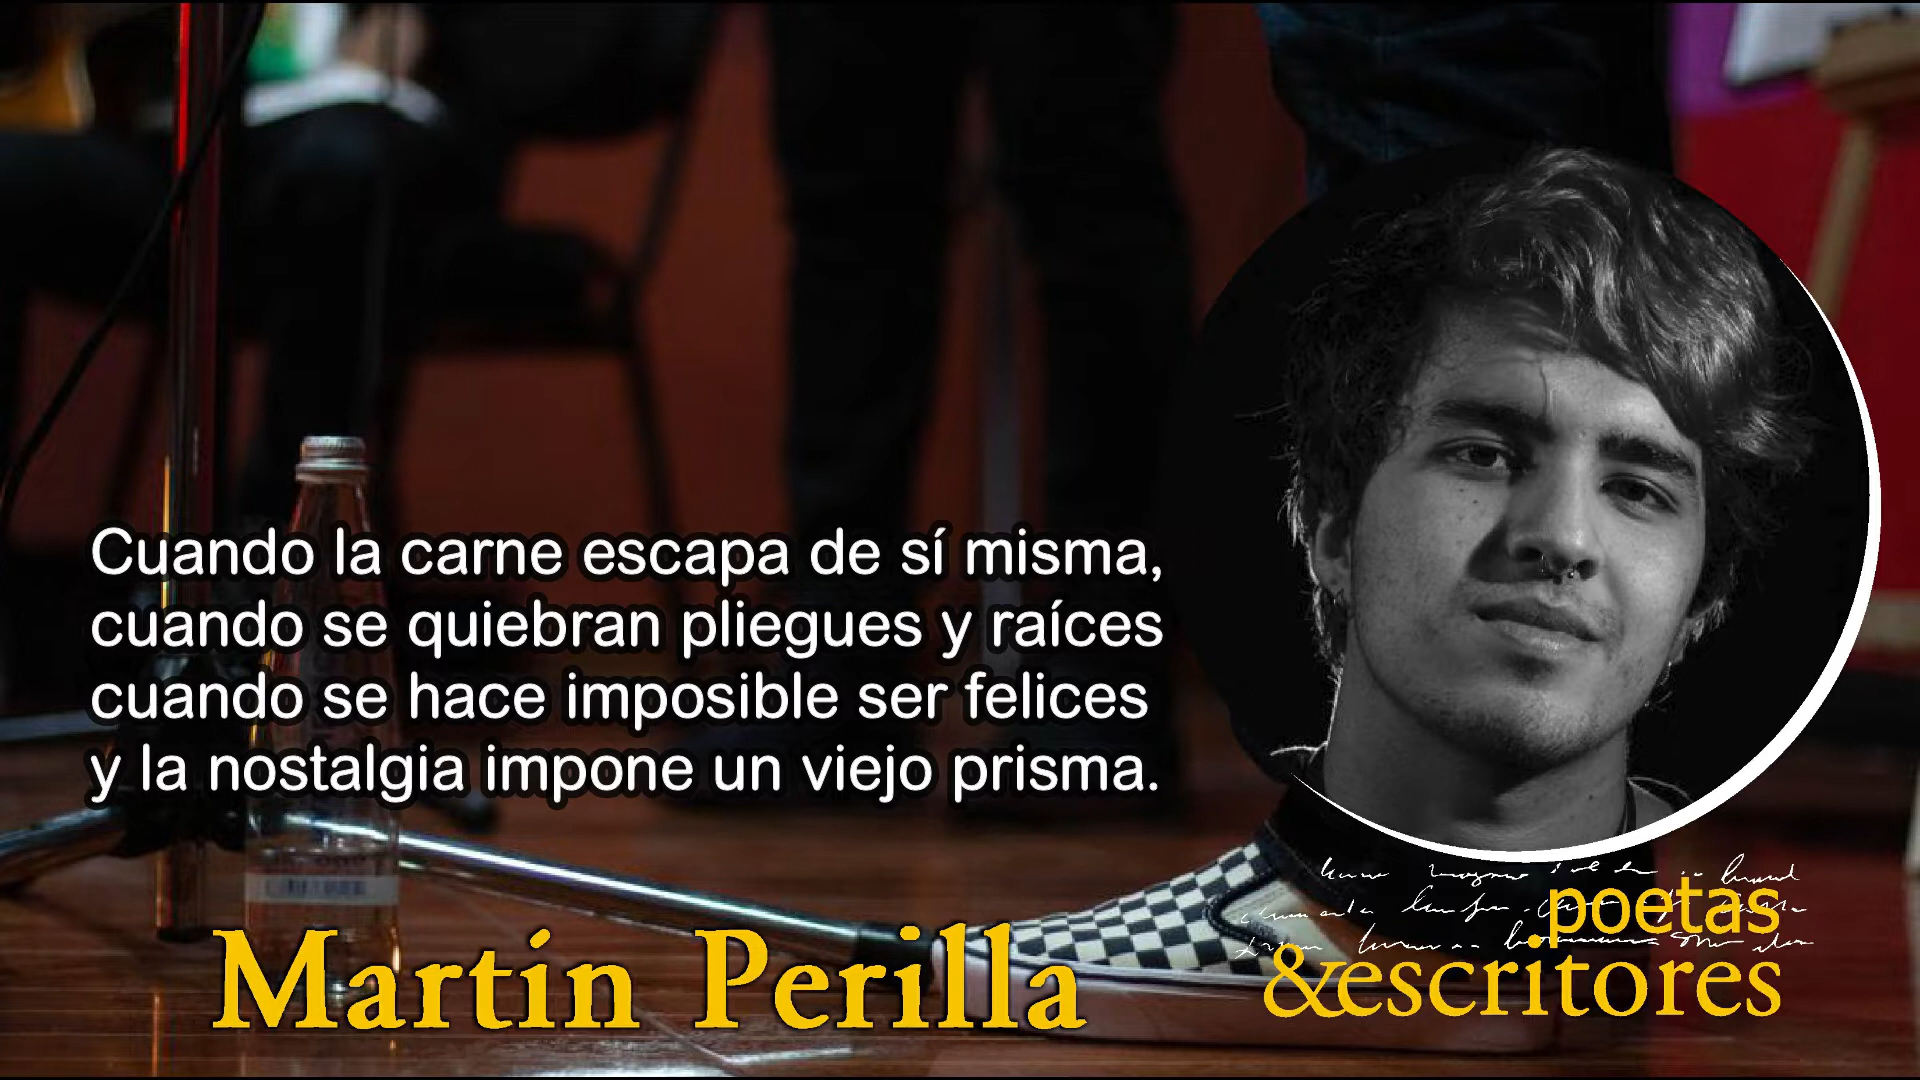 Cuando la carne escapa de sí misma,
cuando se quiebran pliegues y raíces
cuando se hace imposible ser felices
y la nostalgia impone un viejo prisma.
Martín Perilla
poetas
&escritores